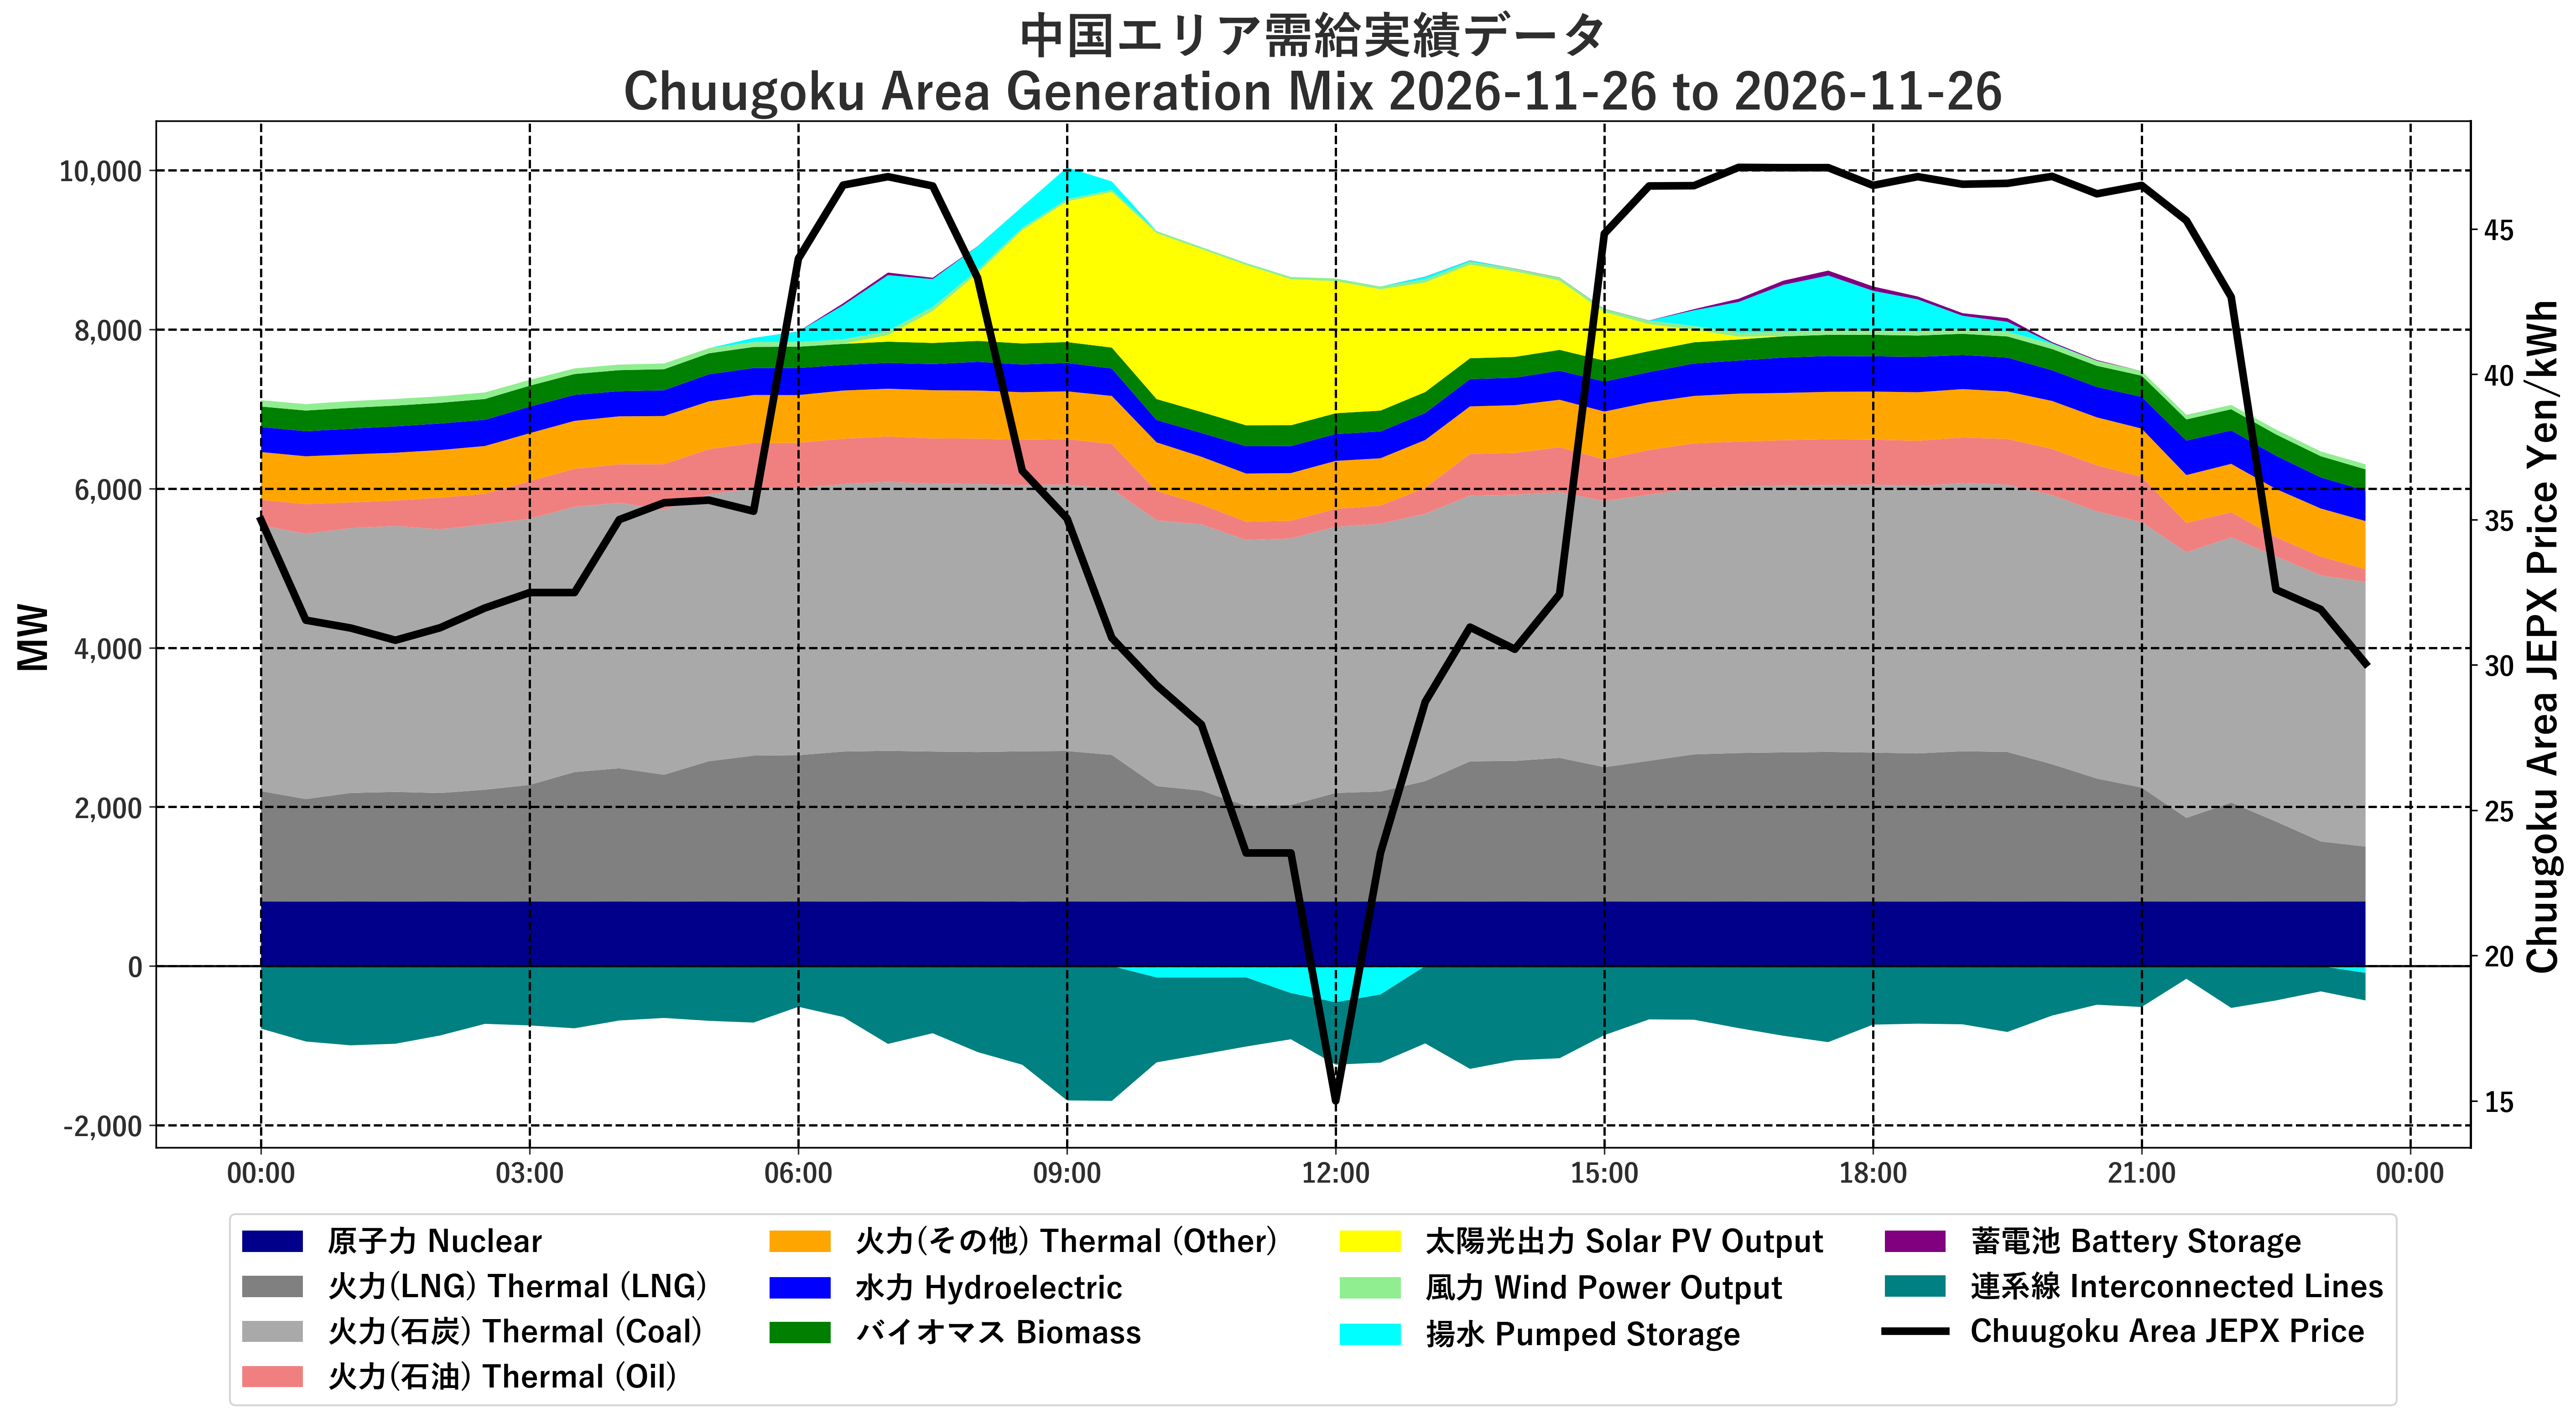 中国エリア需給実績データ
Chuugoku Area Generation Mix 2026-11-26 to 2026-11-26
MW
10,000
8,000
6,000
4,000
2,000
0
-2,000
45
40
35
30
25
20
15
Chuugoku Area JEPX Price Yen/kWh
00:00 03:00 06:00 09:00 12:00 15:00 18:00 21:00 00:00
原子力 Nuclear
火力(LNG) Thermal (LNG)
火力(石炭) Thermal (Coal)
火力(石油) Thermal (Oil)
火力(その他) Thermal (Other)
水力 Hydroelectric
バイオマス Biomass
太陽光出力 Solar PV Output
風力 Wind Power Output
揚水 Pumped Storage
蓄電池 Battery Storage
連系線 Interconnected Lines
Chuugoku Area JEPX Price